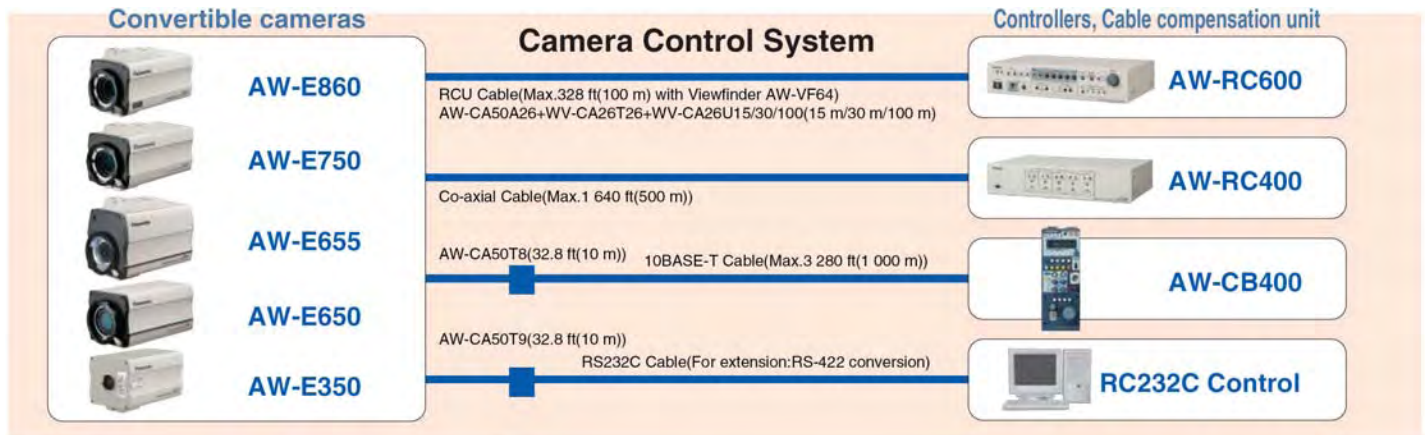 Convertible cameras
Controllers, Cable compensation unit
Camera Control System
AW-E860
AW-E750
AW-E655
AW-E650
AW-E350
RCU Cable(Max.328 ft(100 m) with Viewfinder AW-VF64)
AW-CA50A26+WV-CA26T26+WV-CA26U15/30/100(15 m/30 m/100 m)
Co-axial Cable(Max.1 640 ft(500 m))
AW-CA50T8(32.8 ft(10 m))
10BASE-T Cable(Max.3 280 ft(1 000 m))
AW-CA50T9(32.8 ft(10 m))
RS232C Cable(For extension:RS-422 conversion)
AW-RC600
AW-RC400
AW-CB400
RC232C Control